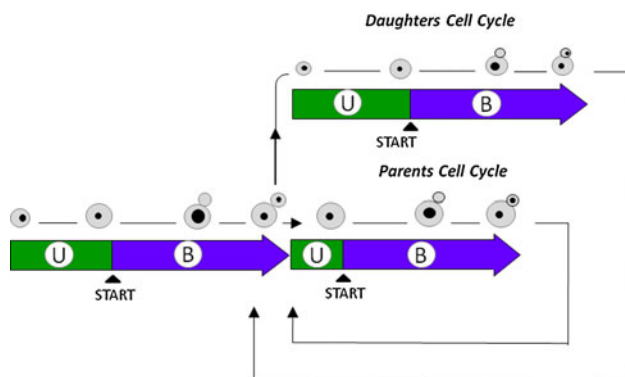 Daughters Cell Cycle
U B
START
Parents Cell Cycle
U B U B
START START